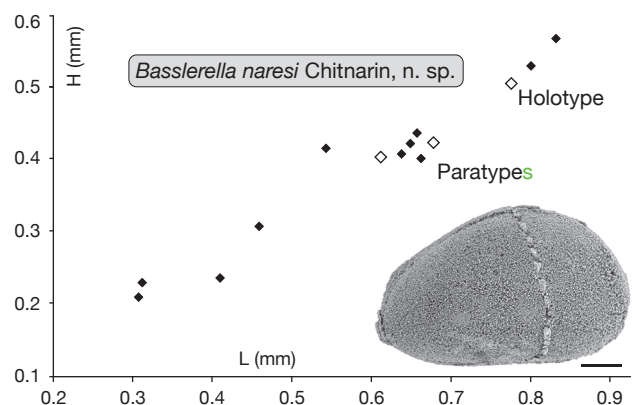 0.6
H (mm)
Basslerella naresi Chitnarin, n. sp.
0.5
Holotype
0.4
Paratypes
0.3
0.2
L (mm)
0.1
0.2 0.3 0.4 0.5 0.6 0.7 0.8 0.9